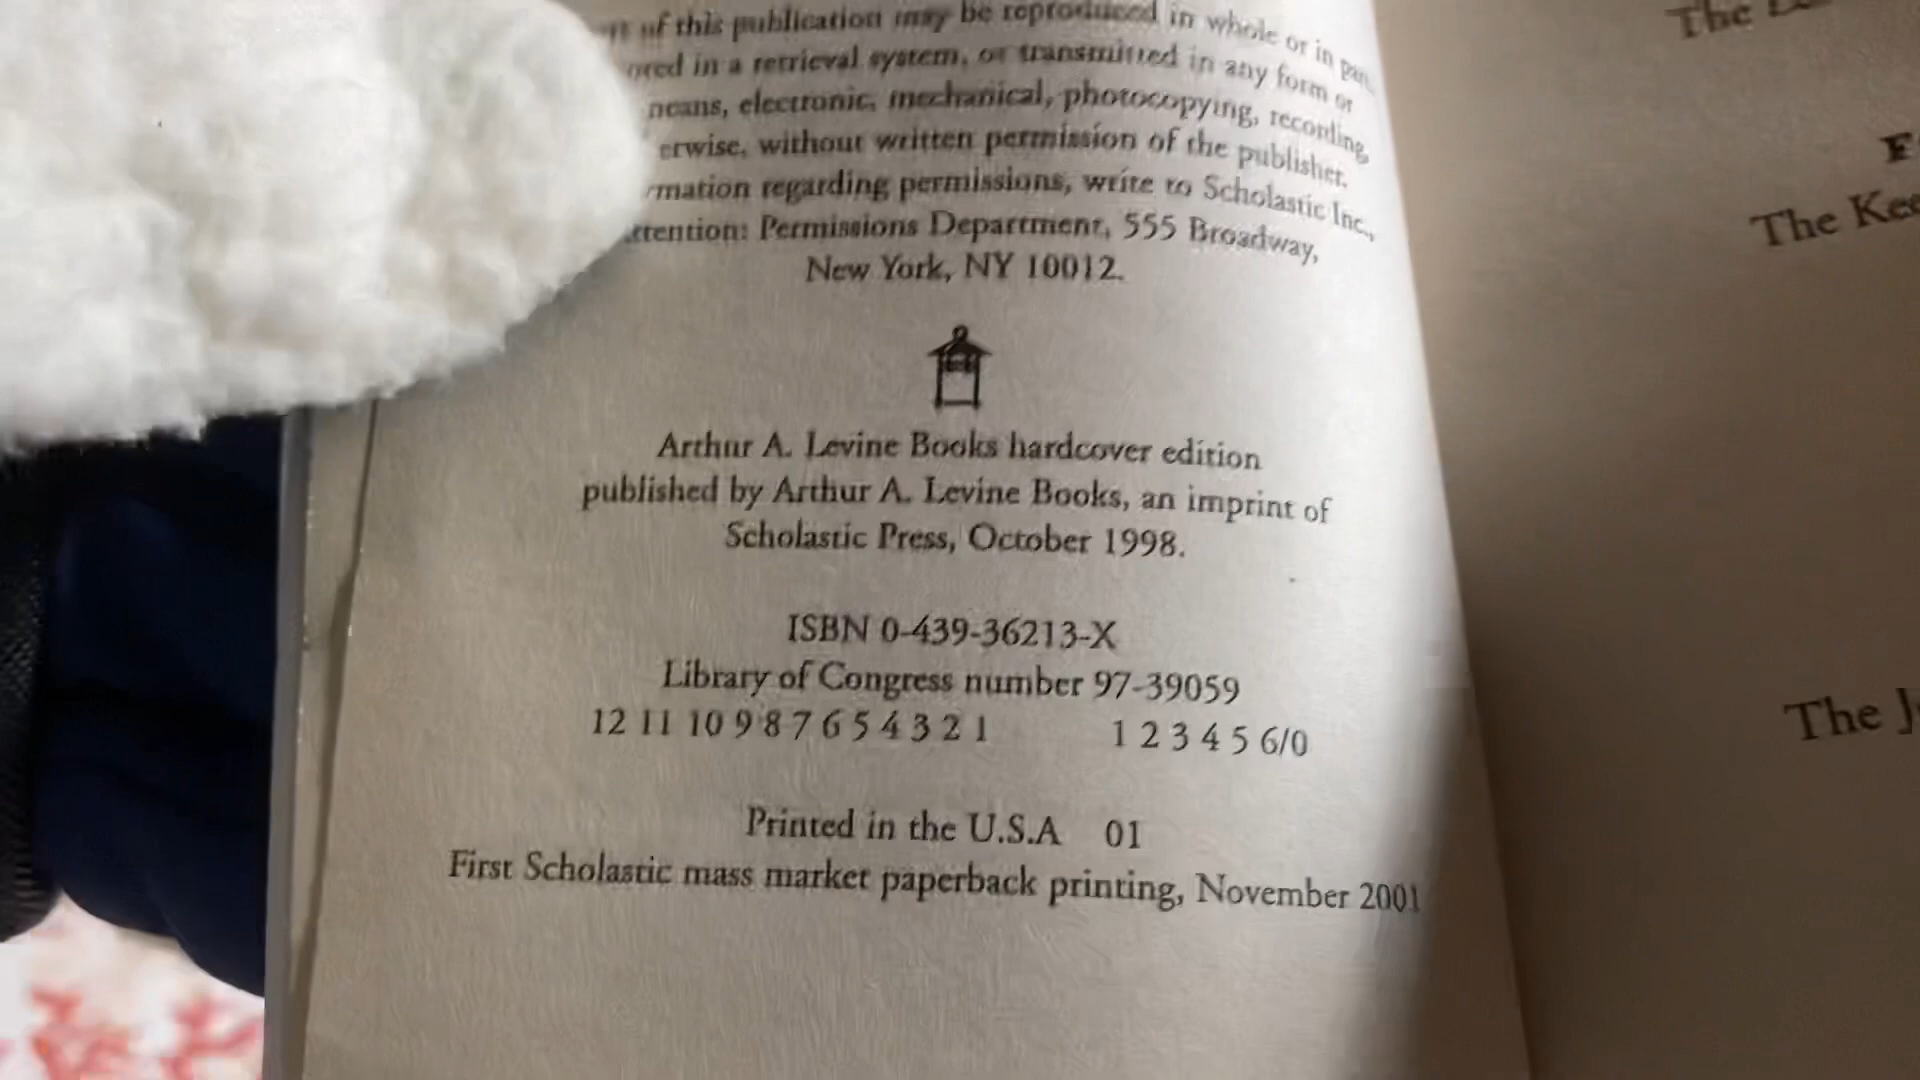 of this publication may be reproduced in whole or in part,
in a retrieval system, or transmitted in any form or
means, electronic, mechanical, photocopying, recording,
erwise, without written permission of the publisher.
rmation regarding permissions, write to Scholastic Inc.,
ttention: Permissions Department, 555 Broadway,
New York, NY 10012.
Arthur A. Levine Books hardcover edition
published by Arthur A. Levine Books, an imprint of
Scholastic Press, October 1998.
ISBN 0-439-36213-X
Library of Congress number 97-39059
12 11 10 9 8 7 6 5 4 3 2 1 1 2 3 4 5 6/0
Printed in the U.S.A 01
First Scholastic mass market paperback printing, November 2001
The
The Kee
The J